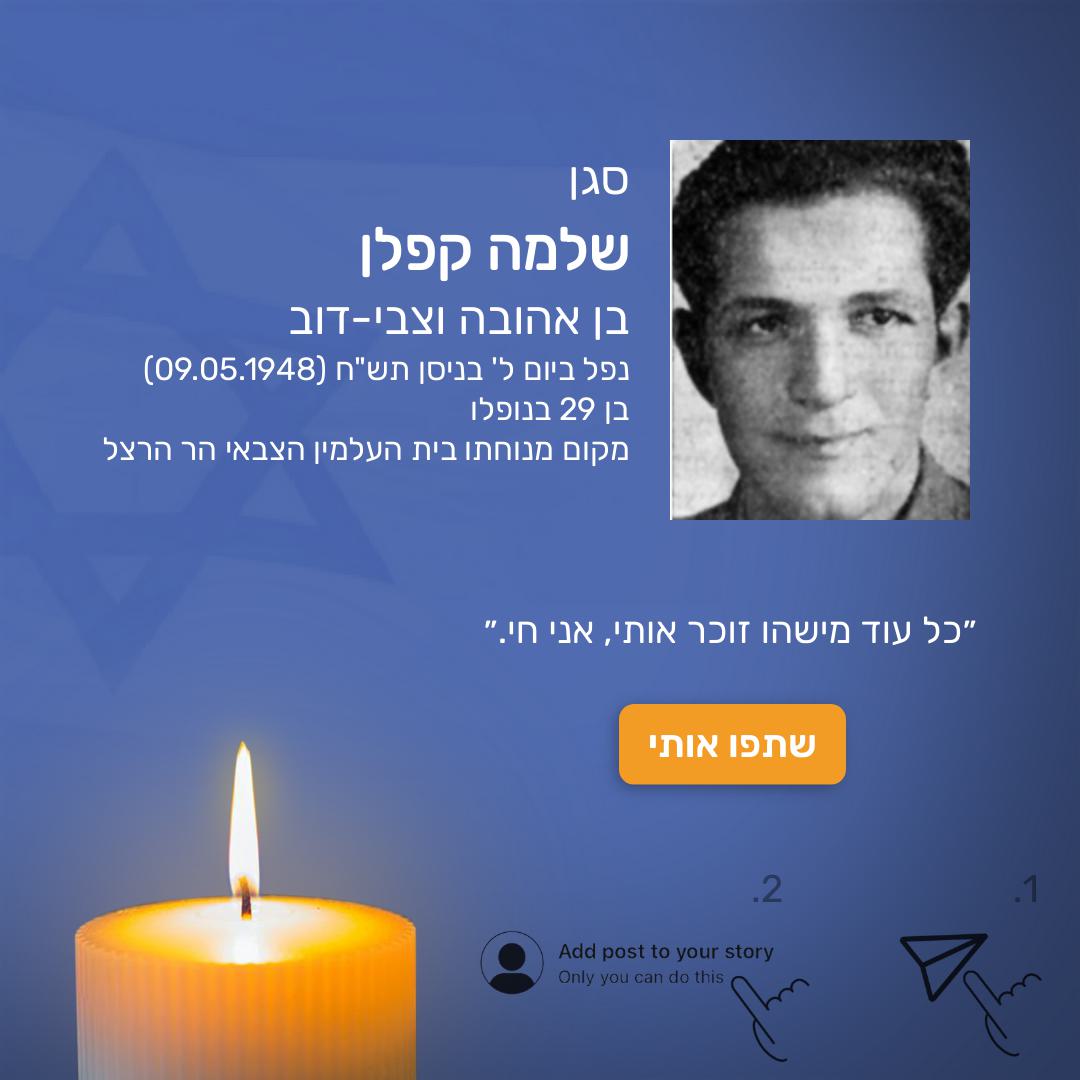 סגן
שלמה קפלן
בן אהובה וצבי-דוב
נפל ביום ל' בניסן תש"ח (09.05.1948)
בן 29 בנופלו
מקום מנוחתו בית העלמין הצבאי הר הרצל
״כל עוד מישהו זוכר אותי, אני חי.״
שתפו אותי
1.
2.
Add post to your story
Only you can do this